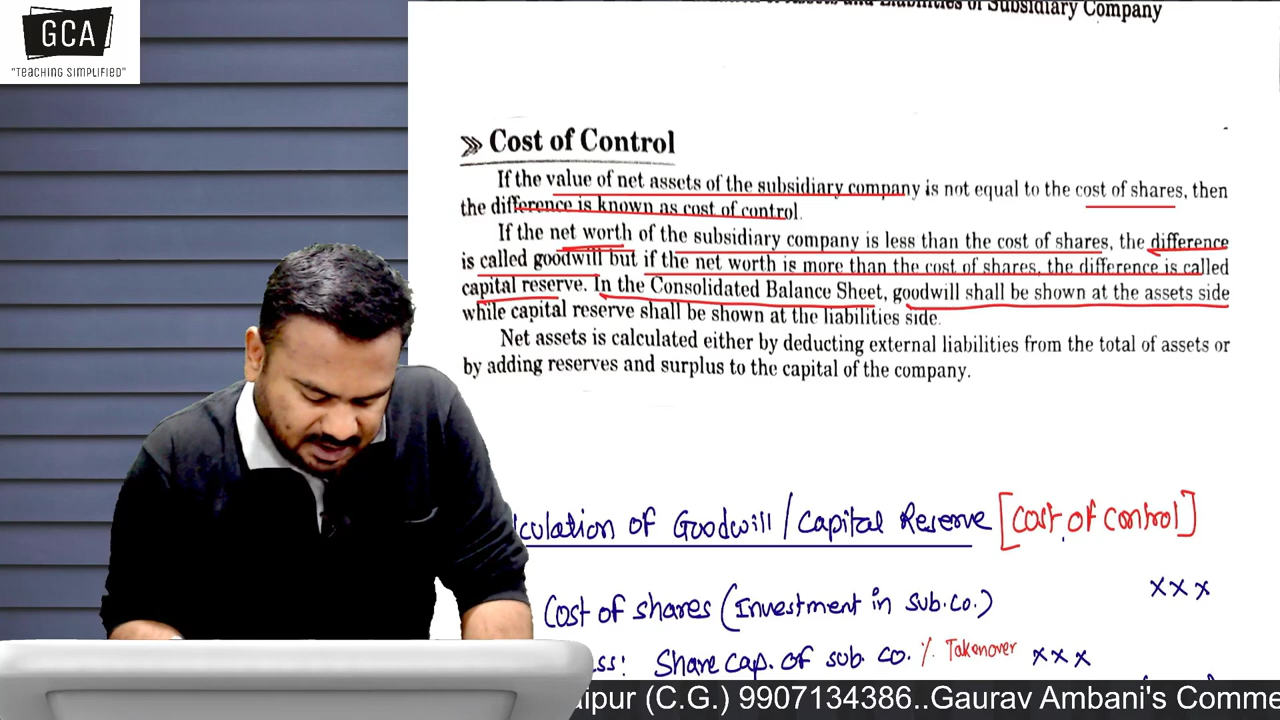 GCA
"TEACHING SIMPLIFIED"
Liabilities of Subsidiary Company
>> Cost of Control
If the value of net assets of the subsidiary company is not equal to the cost of shares, then
the difference is known as cost of control.
If the net worth of the subsidiary company is less than the cost of shares, the difference
is called goodwill but if the net worth is more than the cost of shares, the difference is called
capital reserve. In the Consolidated Balance Sheet, goodwill shall be shown at the assets side
while capital reserve shall be shown at the liabilities side.
Net assets is calculated either by deducting external liabilities from the total of assets or
by adding reserves and surplus to the capital of the company.
culation of Goodwill / Capital Reserve [Cost of control]
Cost of shares (Investment in sub.co.) xxx
ss: Share cap. of sub. co. % Takenover xxx
aipur (C.G.) 9907134386..Gaurav Ambani's Comme